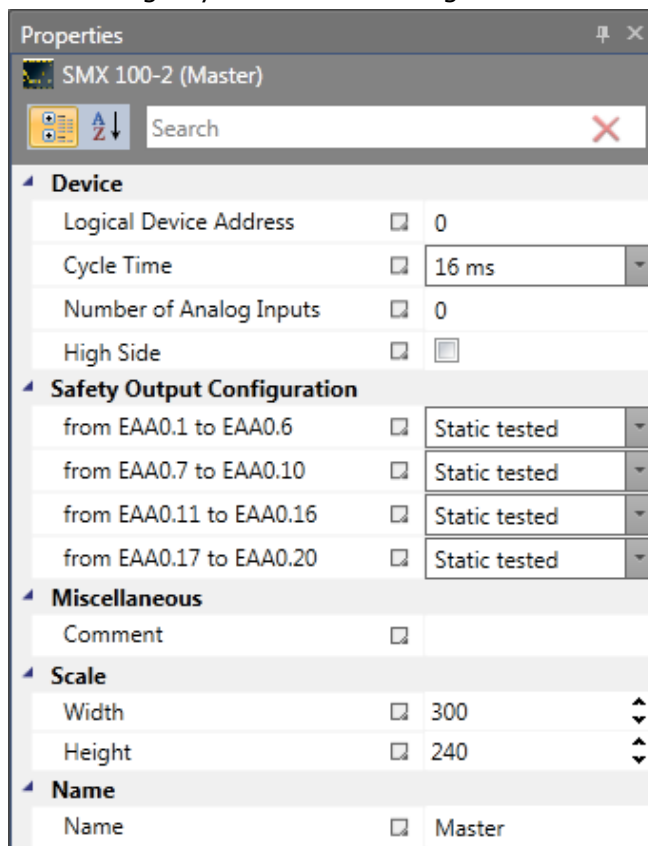 Properties
SMX 100-2 (Master)
Search
Device
Logical Device Address 0
Cycle Time 16 ms
Number of Analog Inputs 0
High Side
Safety Output Configuration
from EAA0.1 to EAA0.6 Static tested
from EAA0.7 to EAA0.10 Static tested
from EAA0.11 to EAA0.16 Static tested
from EAA0.17 to EAA0.20 Static tested
Miscellaneous
Comment
Scale
Width 300
Height 240
Name
Name Master